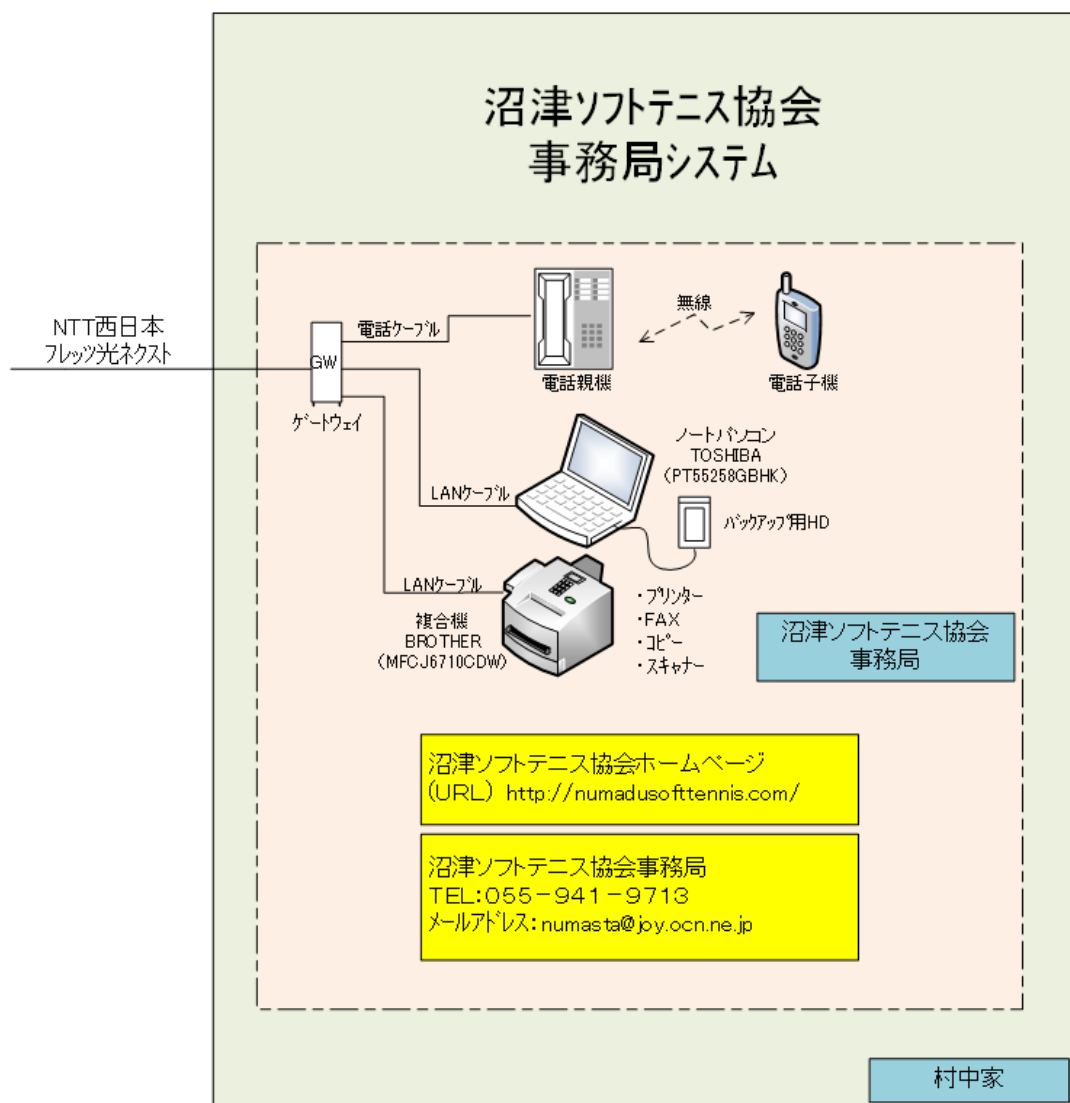 沼津ソフトテニス協会
事務局システム
NTT西日本
フレッツ光ネクスト
GW
ゲートウェイ
電話ケーブル
電話親機
無線
電話子機
ノートパソコン
TOSHIBA
(PT55258GBHK)
LANケーブル
バックアップ用HD
LANケーブル
複合機
BROTHER
(MFCJ6710CDW)
・プリンター
・FAX
・コピー
・スキャナー
沼津ソフトテニス協会
事務局
沼津ソフトテニス協会ホームページ
(URL) http://numadusofttennis.com/
沼津ソフトテニス協会事務局
TEL:055-941-9713
メールアドレス:numasta@joy.ocn.ne.jp
村中家